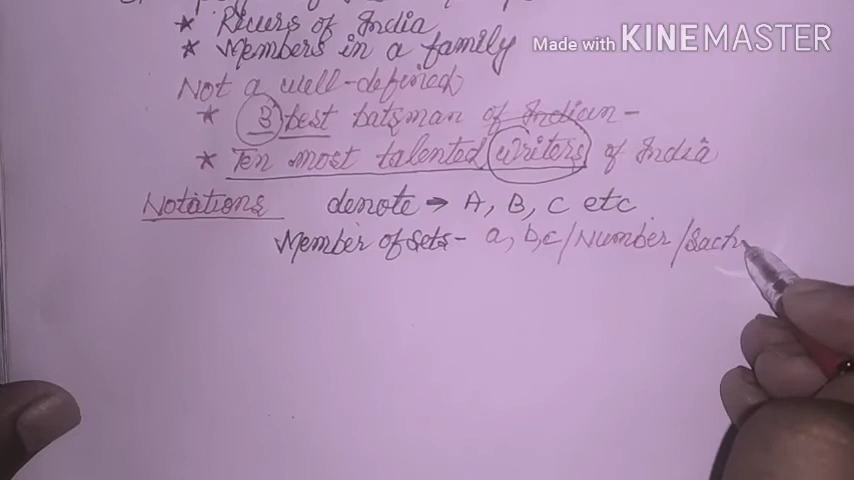 * Rivers of India
Made with KINEMASTER
* Members in a family
Not a well-defined
* 3 best batsman of Indian -
* Ten most talented writers of India
Notations denote → A, B, C etc
Member of sets - a, b, c / Number / Sach